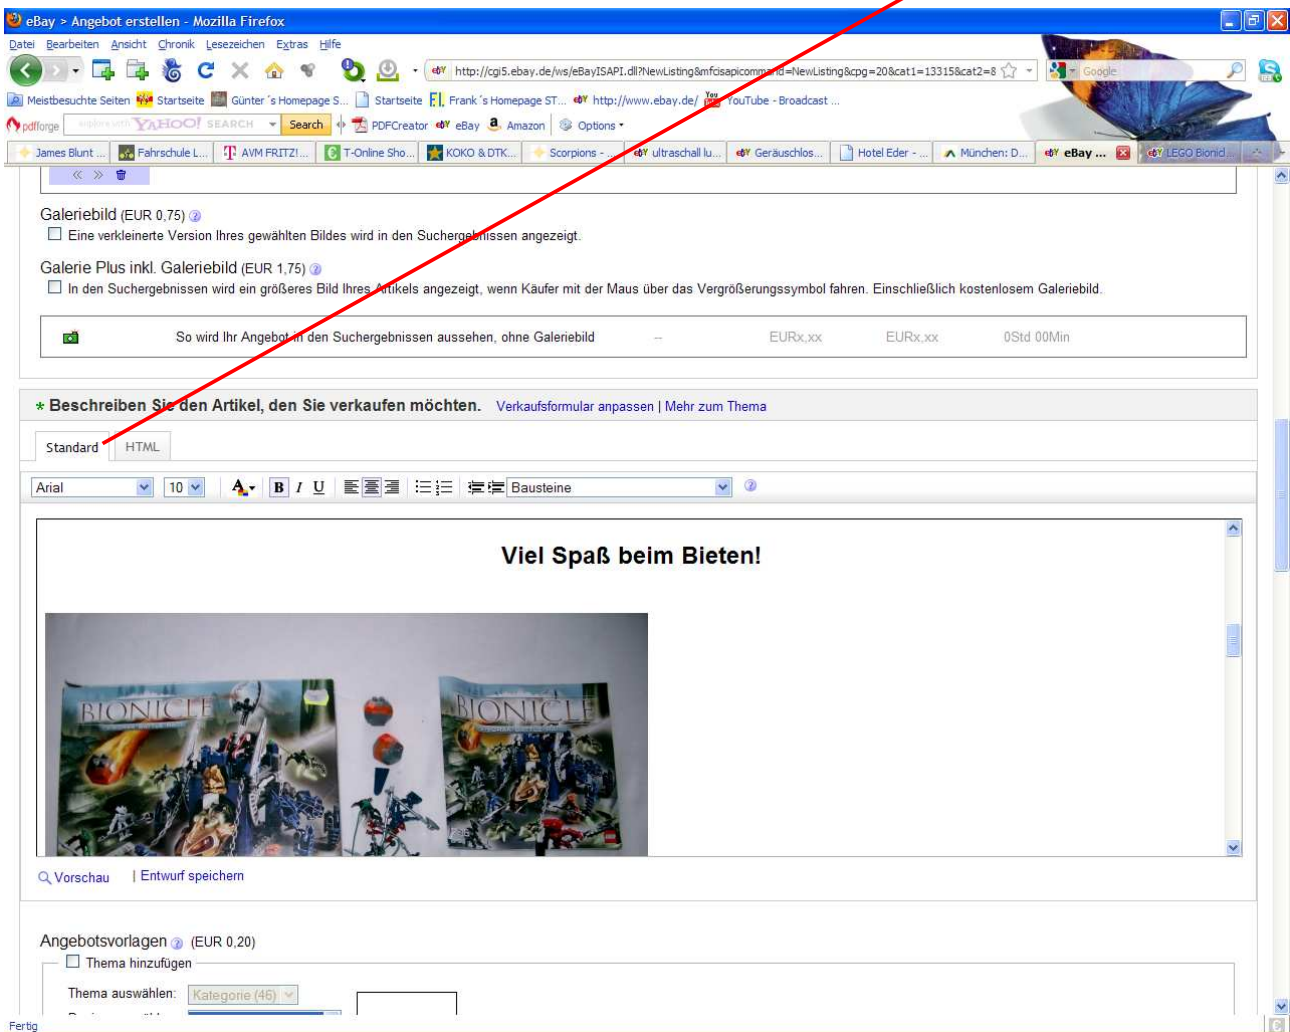 eBay > Angebot erstellen - Mozilla Firefox
Datei Bearbeiten Ansicht Chronik Lesezeichen Extras Hilfe
http://cgi5.ebay.de/ws/eBayISAPI.dll?NewListing&mfcisapicommand=NewListing&cpg=20&cat1=13315&cat2=8 Google
Meistbesuchte Seiten Startseite Günter´s Homepage S... Startseite Frank´s Homepage ST... http://www.ebay.de/ YouTube - Broadcast ...
pdfforge YAHOO! SEARCH Search PDFCreator eBay Amazon Options
James Blunt ... Fahrschule L... AVM FRITZ!... T-Online Sho... KOKO & DTK... Scorpions - ... ultraschall lu... Geräuschlos... Hotel Eder - ... München: D... eBay ... LEGO Bionicl...
Galeriebild (EUR 0,75)
Eine verkleinerte Version Ihres gewählten Bildes wird in den Suchergebnissen angezeigt.
Galerie Plus inkl. Galeriebild (EUR 1,75)
In den Suchergebnissen wird ein größeres Bild Ihres Artikels angezeigt, wenn Käufer mit der Maus über das Vergrößerungssymbol fahren. Einschließlich kostenlosem Galeriebild.
So wird Ihr Angebot in den Suchergebnissen aussehen, ohne Galeriebild -- EURx,xx EURx,xx 0Std 00Min
* Beschreiben Sie den Artikel, den Sie verkaufen möchten. Verkaufsformular anpassen | Mehr zum Thema
Standard HTML
Arial 10 A B I U Bausteine
Viel Spaß beim Bieten!
BIONICLE BIONICLE
Vorschau | Entwurf speichern
Angebotsvorlagen (EUR 0,20)
Thema hinzufügen
Thema auswählen: Kategorie (46)
Fertig